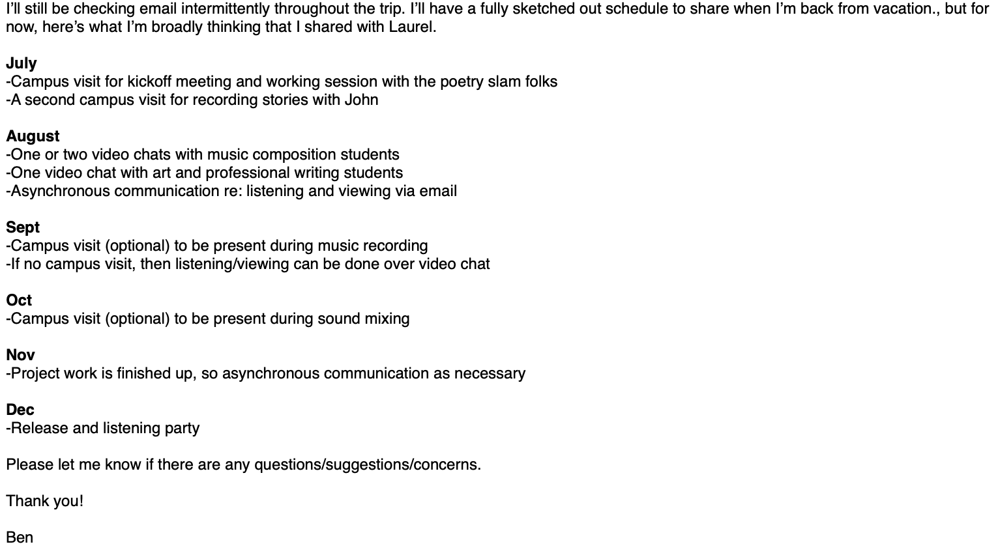 I’ll still be checking email intermittently throughout the trip. I’ll have a fully sketched out schedule to share when I’m back from vacation., but for
now, here’s what I’m broadly thinking that I shared with Laurel.
July
-Campus visit for kickoff meeting and working session with the poetry slam folks
-A second campus visit for recording stories with John
August
-One or two video chats with music composition students
-One video chat with art and professional writing students
-Asynchronous communication re: listening and viewing via email
Sept
-Campus visit (optional) to be present during music recording
-If no campus visit, then listening/viewing can be done over video chat
Oct
-Campus visit (optional) to be present during sound mixing
Nov
-Project work is finished up, so asynchronous communication as necessary
Dec
-Release and listening party
Please let me know if there are any questions/suggestions/concerns.
Thank you!
Ben